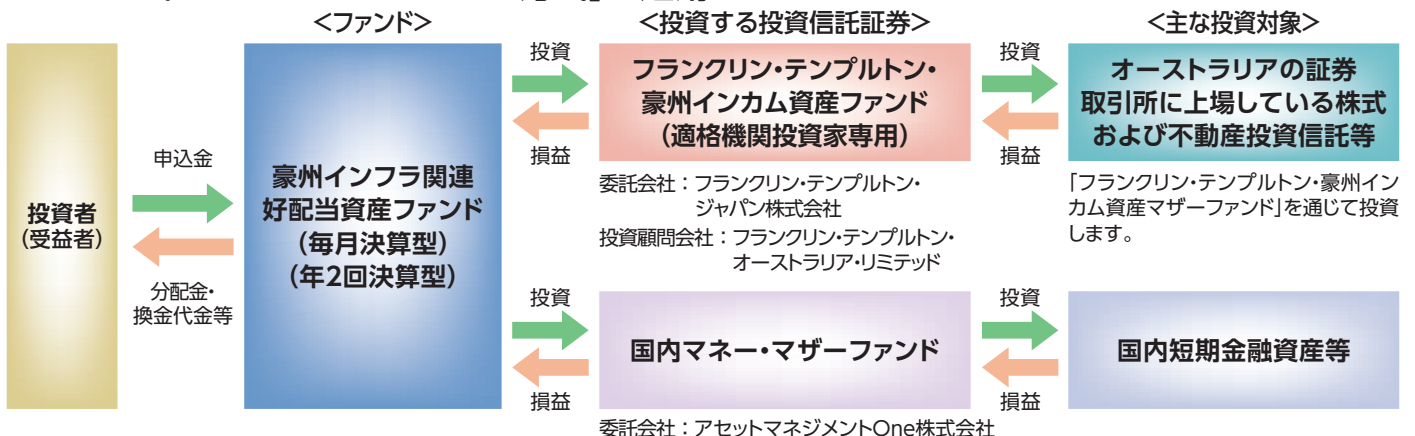 <ファンド>
<投資する投資信託証券>
<主な投資対象>
投資者
(受益者)
申込金
分配金・
換金代金等
豪州インフラ関連
好配当資産ファンド
(毎月決算型)
(年2回決算型)
投資
損益
フランクリン・テンプルトン・
豪州インカム資産ファンド
(適格機関投資家専用)
投資
損益
オーストラリアの証券
取引所に上場している株式
および不動産投資信託等
委託会社：フランクリン・テンプルトン・
ジャパン株式会社
投資顧問会社：フランクリン・テンプルトン・
オーストラリア・リミテッド
「フランクリン・テンプルトン・豪州イン
カム資産マザーファンド」を通じて投資
します。
投資
損益
国内マネー・マザーファンド
投資
損益
国内短期金融資産等
委託会社：アセットマネジメントOne株式会社